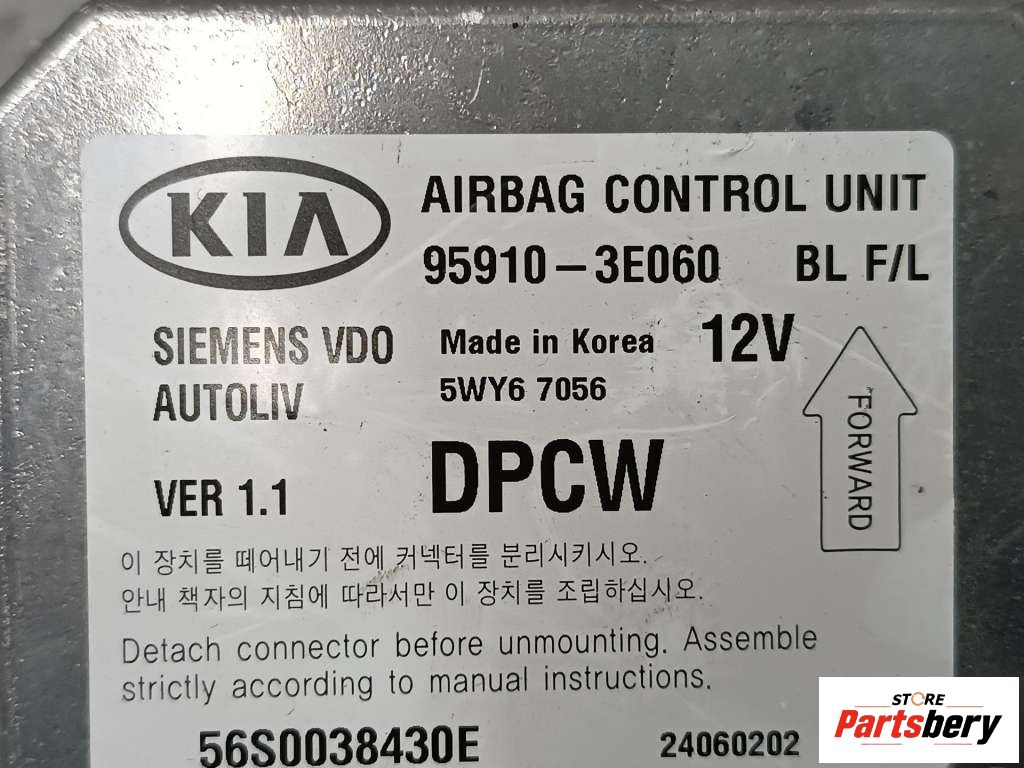 KIA
AIRBAG CONTROL UNIT
95910-3E060 BL F/L
SIEMENS VDO
AUTOLIV
Made in Korea 12V
5WY6 7056
FORWARD
VER 1.1
DPCW
이 장치를 떼어내기 전에 커넥터를 분리시키시오.
안내 책자의 지침에 따라서만 이 장치를 조립하십시오.
Detach connector before unmounting. Assemble
strictly according to manual instructions.
56S0038430E
24060202
STORE
Partsbery